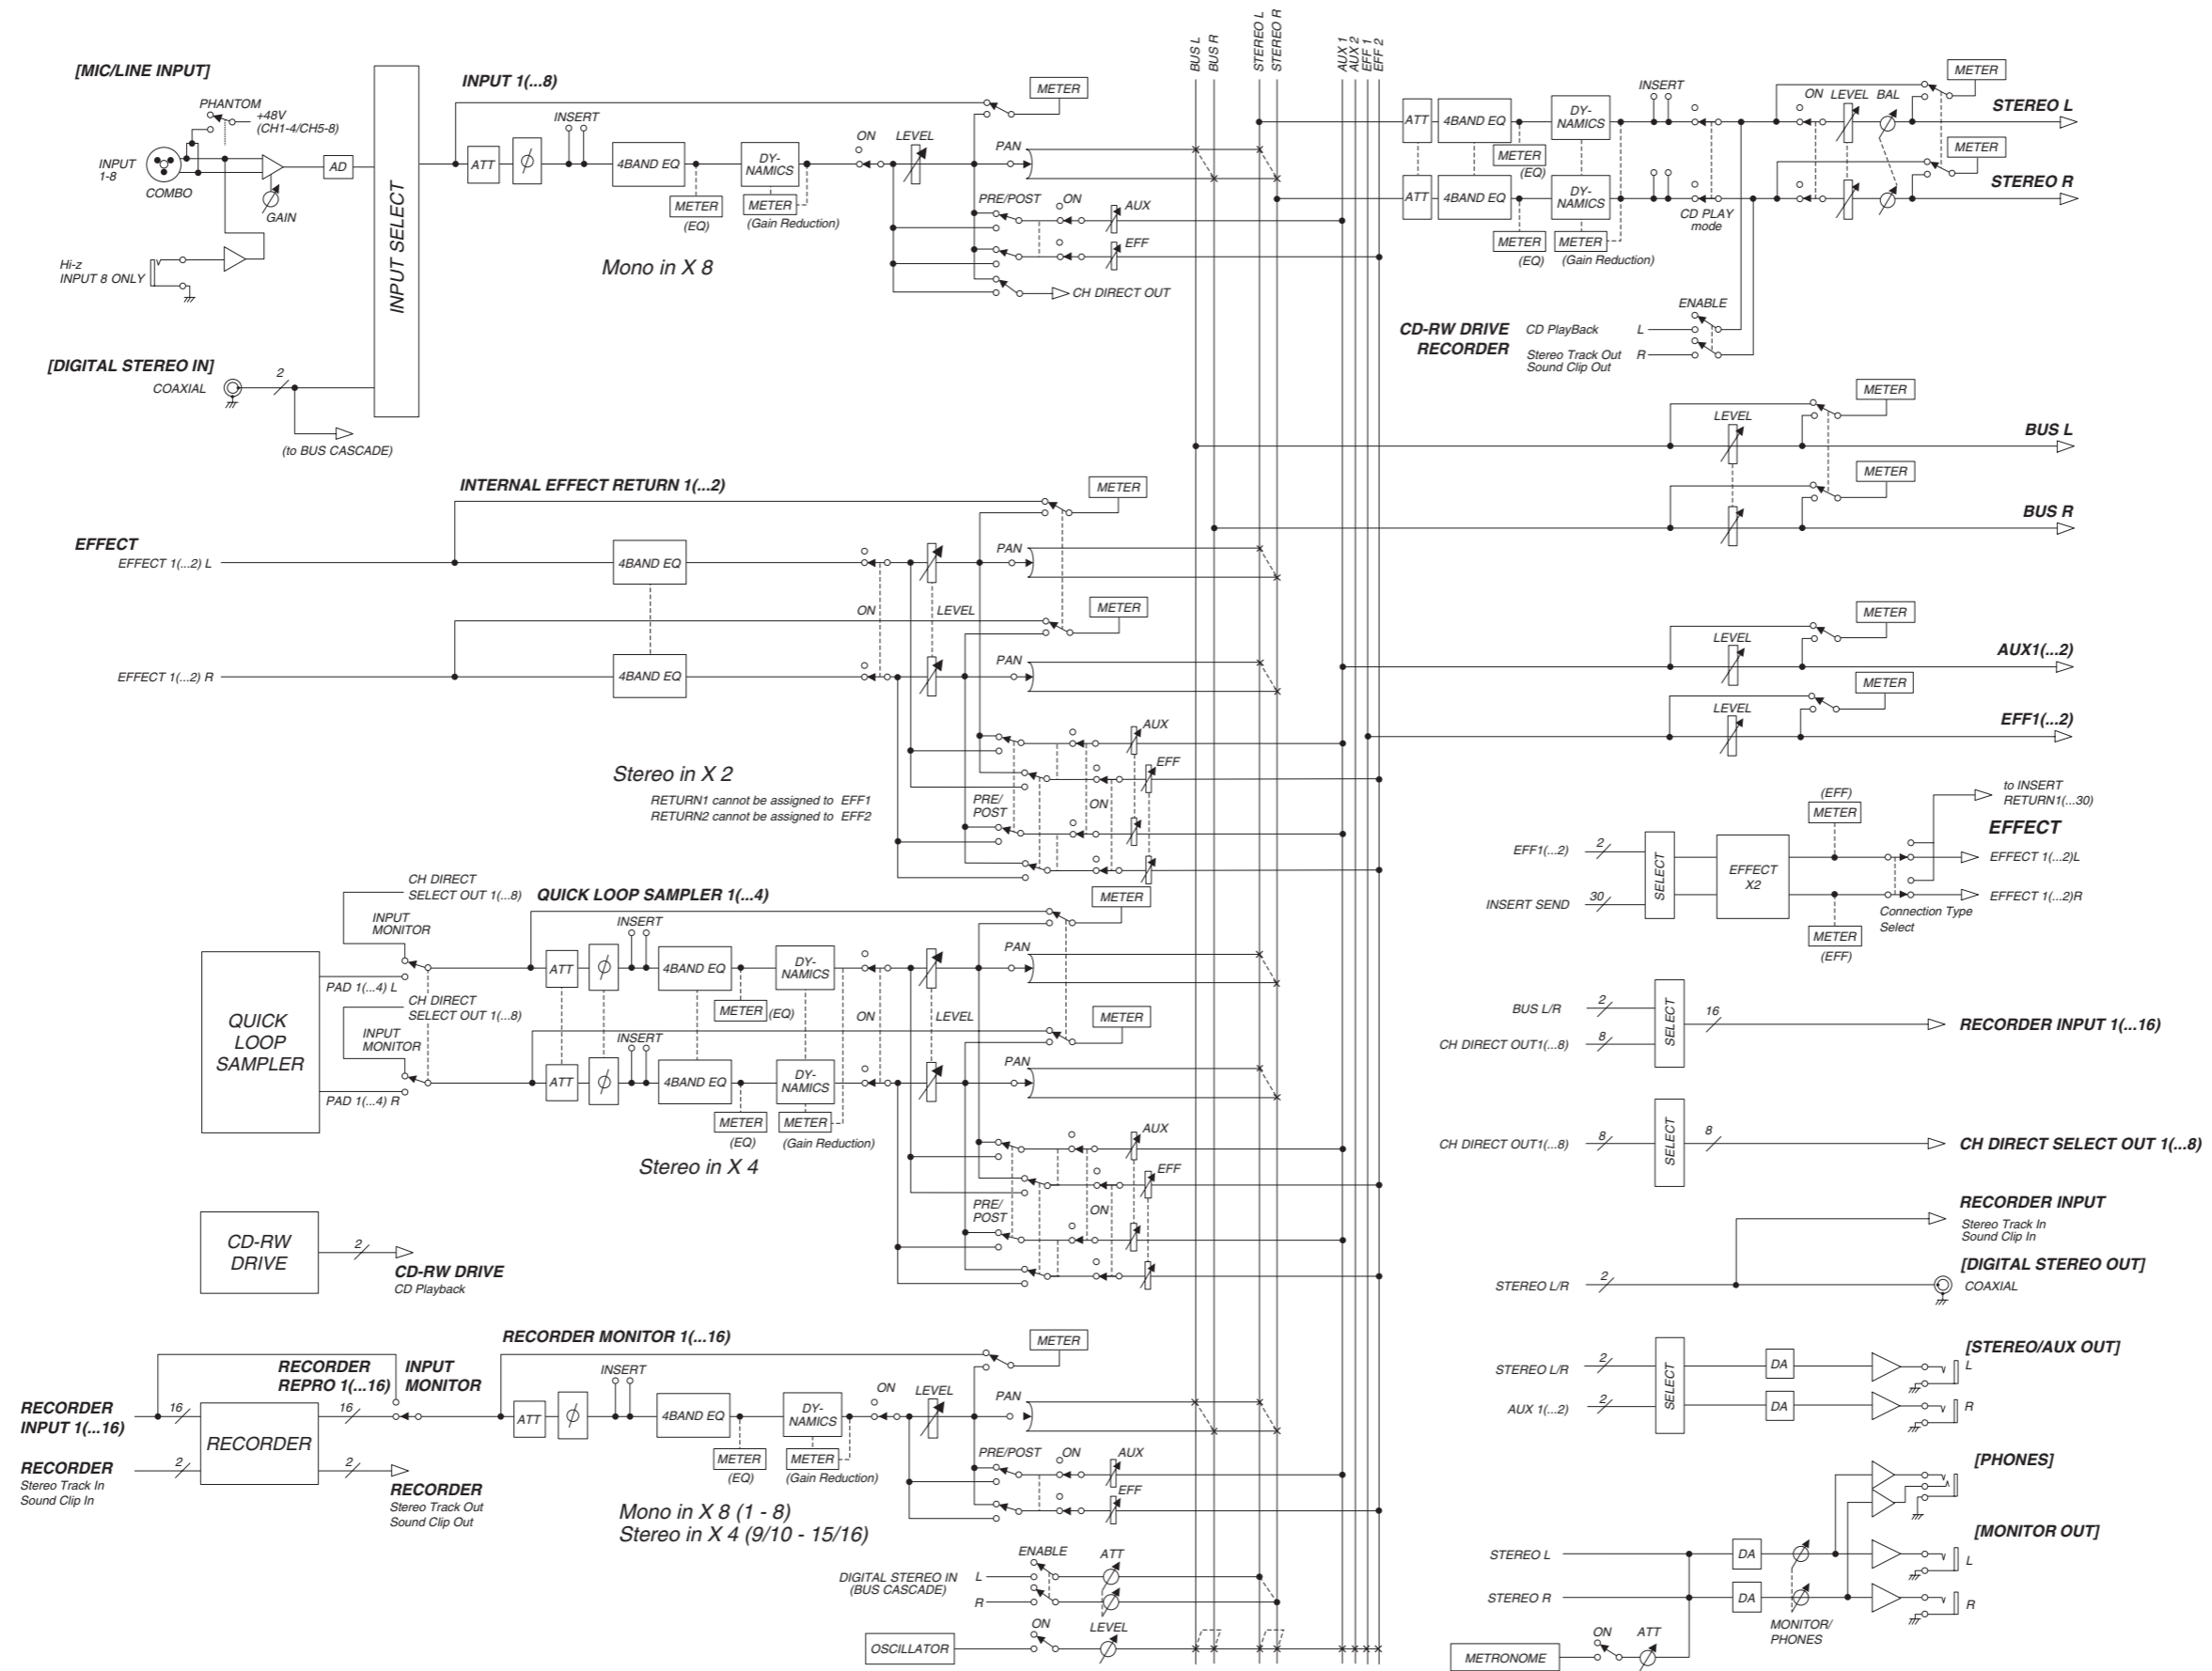 [MIC/LINE INPUT]
PHANTOM
+48V
(CH1-4/CH5-8)
INPUT
1-8
COMBO
GAIN
AD
Hi-z
INPUT 8 ONLY
[DIGITAL STEREO IN]
COAXIAL
2
(to BUS CASCADE)
INPUT SELECT
INPUT 1(...8)
ATT
φ
INSERT
4BAND EQ
METER
(EQ)
DY-
NAMICS
METER
(Gain Reduction)
ON
LEVEL
METER
PAN
PRE/POST
ON
AUX
EFF
CH DIRECT OUT
Mono in X 8
BUS L
BUS R
STEREO L
STEREO R
AUX 1
AUX 2
EFF 1
EFF 2
ATT
4BAND EQ
METER
(EQ)
DY-
NAMICS
INSERT
ON
LEVEL
BAL
METER
STEREO L
METER
STEREO R
ATT
4BAND EQ
METER
(EQ)
DY-
NAMICS
METER
(Gain Reduction)
CD PLAY
mode
ENABLE
CD-RW DRIVE
RECORDER
CD PlayBack
L
Stereo Track Out
Sound Clip Out
R
METER
LEVEL
BUS L
METER
BUS R
METER
LEVEL
AUX1(...2)
METER
LEVEL
EFF1(...2)
INTERNAL EFFECT RETURN 1(...2)
METER
EFFECT
EFFECT 1(...2) L
4BAND EQ
PAN
ON
LEVEL
METER
EFFECT 1(...2) R
4BAND EQ
PAN
AUX
EFF
PRE/
POST
ON
Stereo in X 2
RETURN1 cannot be assigned to EFF1
RETURN2 cannot be assigned to EFF2
EFF1(...2)
2
INSERT SEND
30
SELECT
EFFECT
X2
(EFF)
METER
METER
(EFF)
to INSERT
RETURN1(...30)
EFFECT
EFFECT 1(...2)L
EFFECT 1(...2)R
Connection Type
Select
CH DIRECT
SELECT OUT 1(...8)
INPUT
MONITOR
QUICK LOOP SAMPLER 1(...4)
METER
INSERT
QUICK
LOOP
SAMPLER
PAD 1(...4) L
ATT
φ
4BAND EQ
METER
(EQ)
DY-
NAMICS
PAN
CH DIRECT
SELECT OUT 1(...8)
INPUT
MONITOR
ON
LEVEL
METER
INSERT
PAD 1(...4) R
ATT
φ
4BAND EQ
METER
(EQ)
DY-
NAMICS
METER
(Gain Reduction)
PAN
AUX
EFF
PRE/
POST
ON
Stereo in X 4
BUS L/R
2
CH DIRECT OUT1(...8)
8
SELECT
16
RECORDER INPUT 1(...16)
CH DIRECT OUT1(...8)
8
SELECT
8
CH DIRECT SELECT OUT 1(...8)
RECORDER INPUT
Stereo Track In
Sound Clip In
[DIGITAL STEREO OUT]
STEREO L/R
2
COAXIAL
CD-RW
DRIVE
2
CD-RW DRIVE
CD Playback
RECORDER MONITOR 1(...16)
METER
RECORDER
REPRO 1(...16)
INPUT
MONITOR
RECORDER
INPUT 1(...16)
16
RECORDER
16
RECORDER
Stereo Track In
Sound Clip In
2
2
RECORDER
Stereo Track Out
Sound Clip Out
ATT
φ
INSERT
4BAND EQ
METER
(EQ)
DY-
NAMICS
METER
(Gain Reduction)
ON
LEVEL
PAN
PRE/POST
ON
AUX
EFF
Mono in X 8 (1 - 8)
Stereo in X 4 (9/10 - 15/16)
ENABLE
ATT
DIGITAL STEREO IN
(BUS CASCADE)
L
R
ON
LEVEL
OSCILLATOR
STEREO L/R
2
AUX 1(...2)
2
SELECT
DA
DA
[STEREO/AUX OUT]
L
R
[PHONES]
[MONITOR OUT]
STEREO L
DA
L
STEREO R
DA
R
MONITOR/
PHONES
METRONOME
ON
ATT